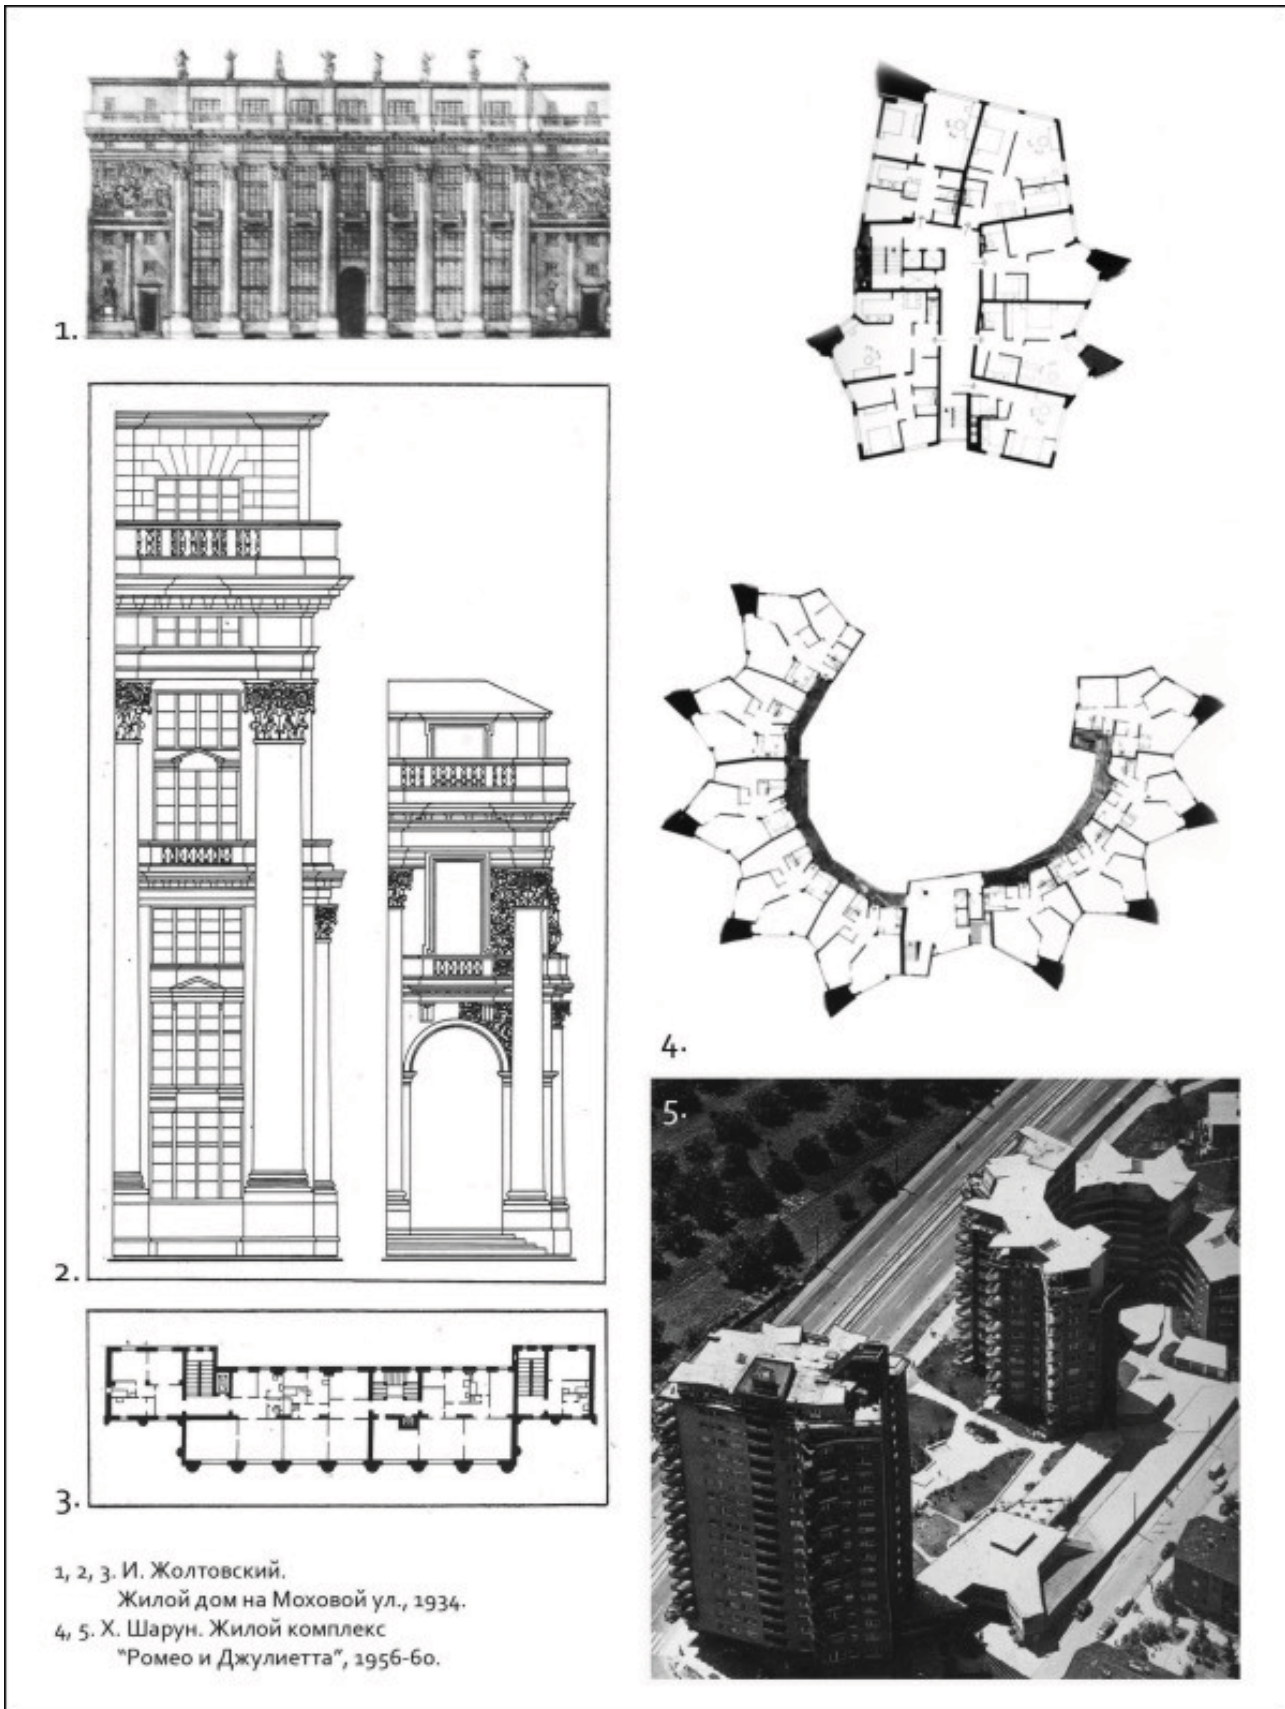 1.
2.
3.
4.
5.
1, 2, 3. И. Жолтовский.
Жилой дом на Моховой ул., 1934.
4, 5. Х. Шарун. Жилой комплекс
"Ромео и Джулиетта", 1956-60.